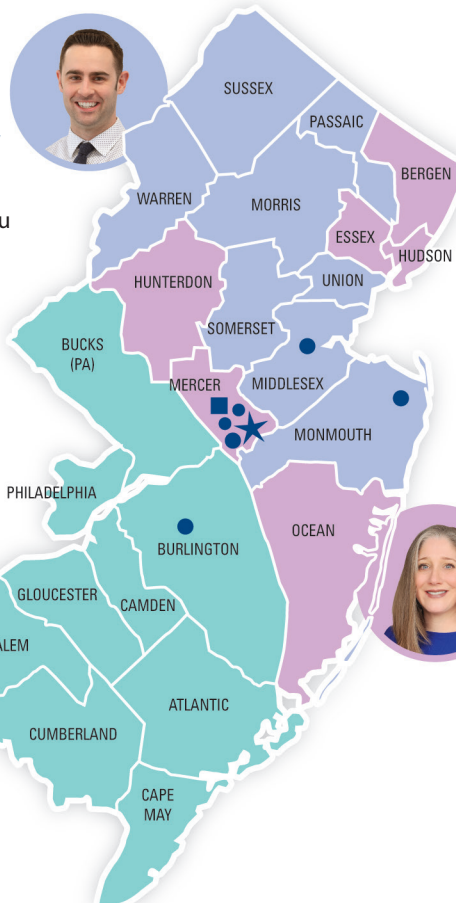 SUSSEX
PASSAIC
BERGEN
WARREN
MORRIS
u
ESSEX
HUDSON
HUNTERDON
UNION
SOMERSET
BUCKS
(PA)
MERCER
MIDDLESEX
MONMOUTH
PHILADELPHIA
OCEAN
BURLINGTON
GLOUCESTER
CAMDEN
ALEM
ATLANTIC
CUMBERLAND
CAPE
MAY